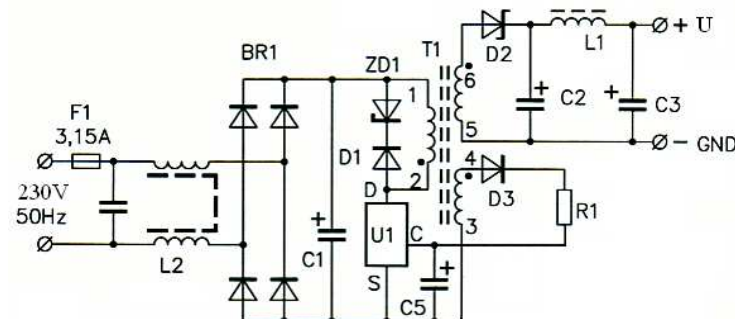 BR1
ZD1
T1
D2
L1
+ U
F1
3,15A
1
6
C2
C3
5
- GND
D1
4
230V
50Hz
D
2
D3
R1
L2
C1
U1
C
3
S
C5
+
+
+
+